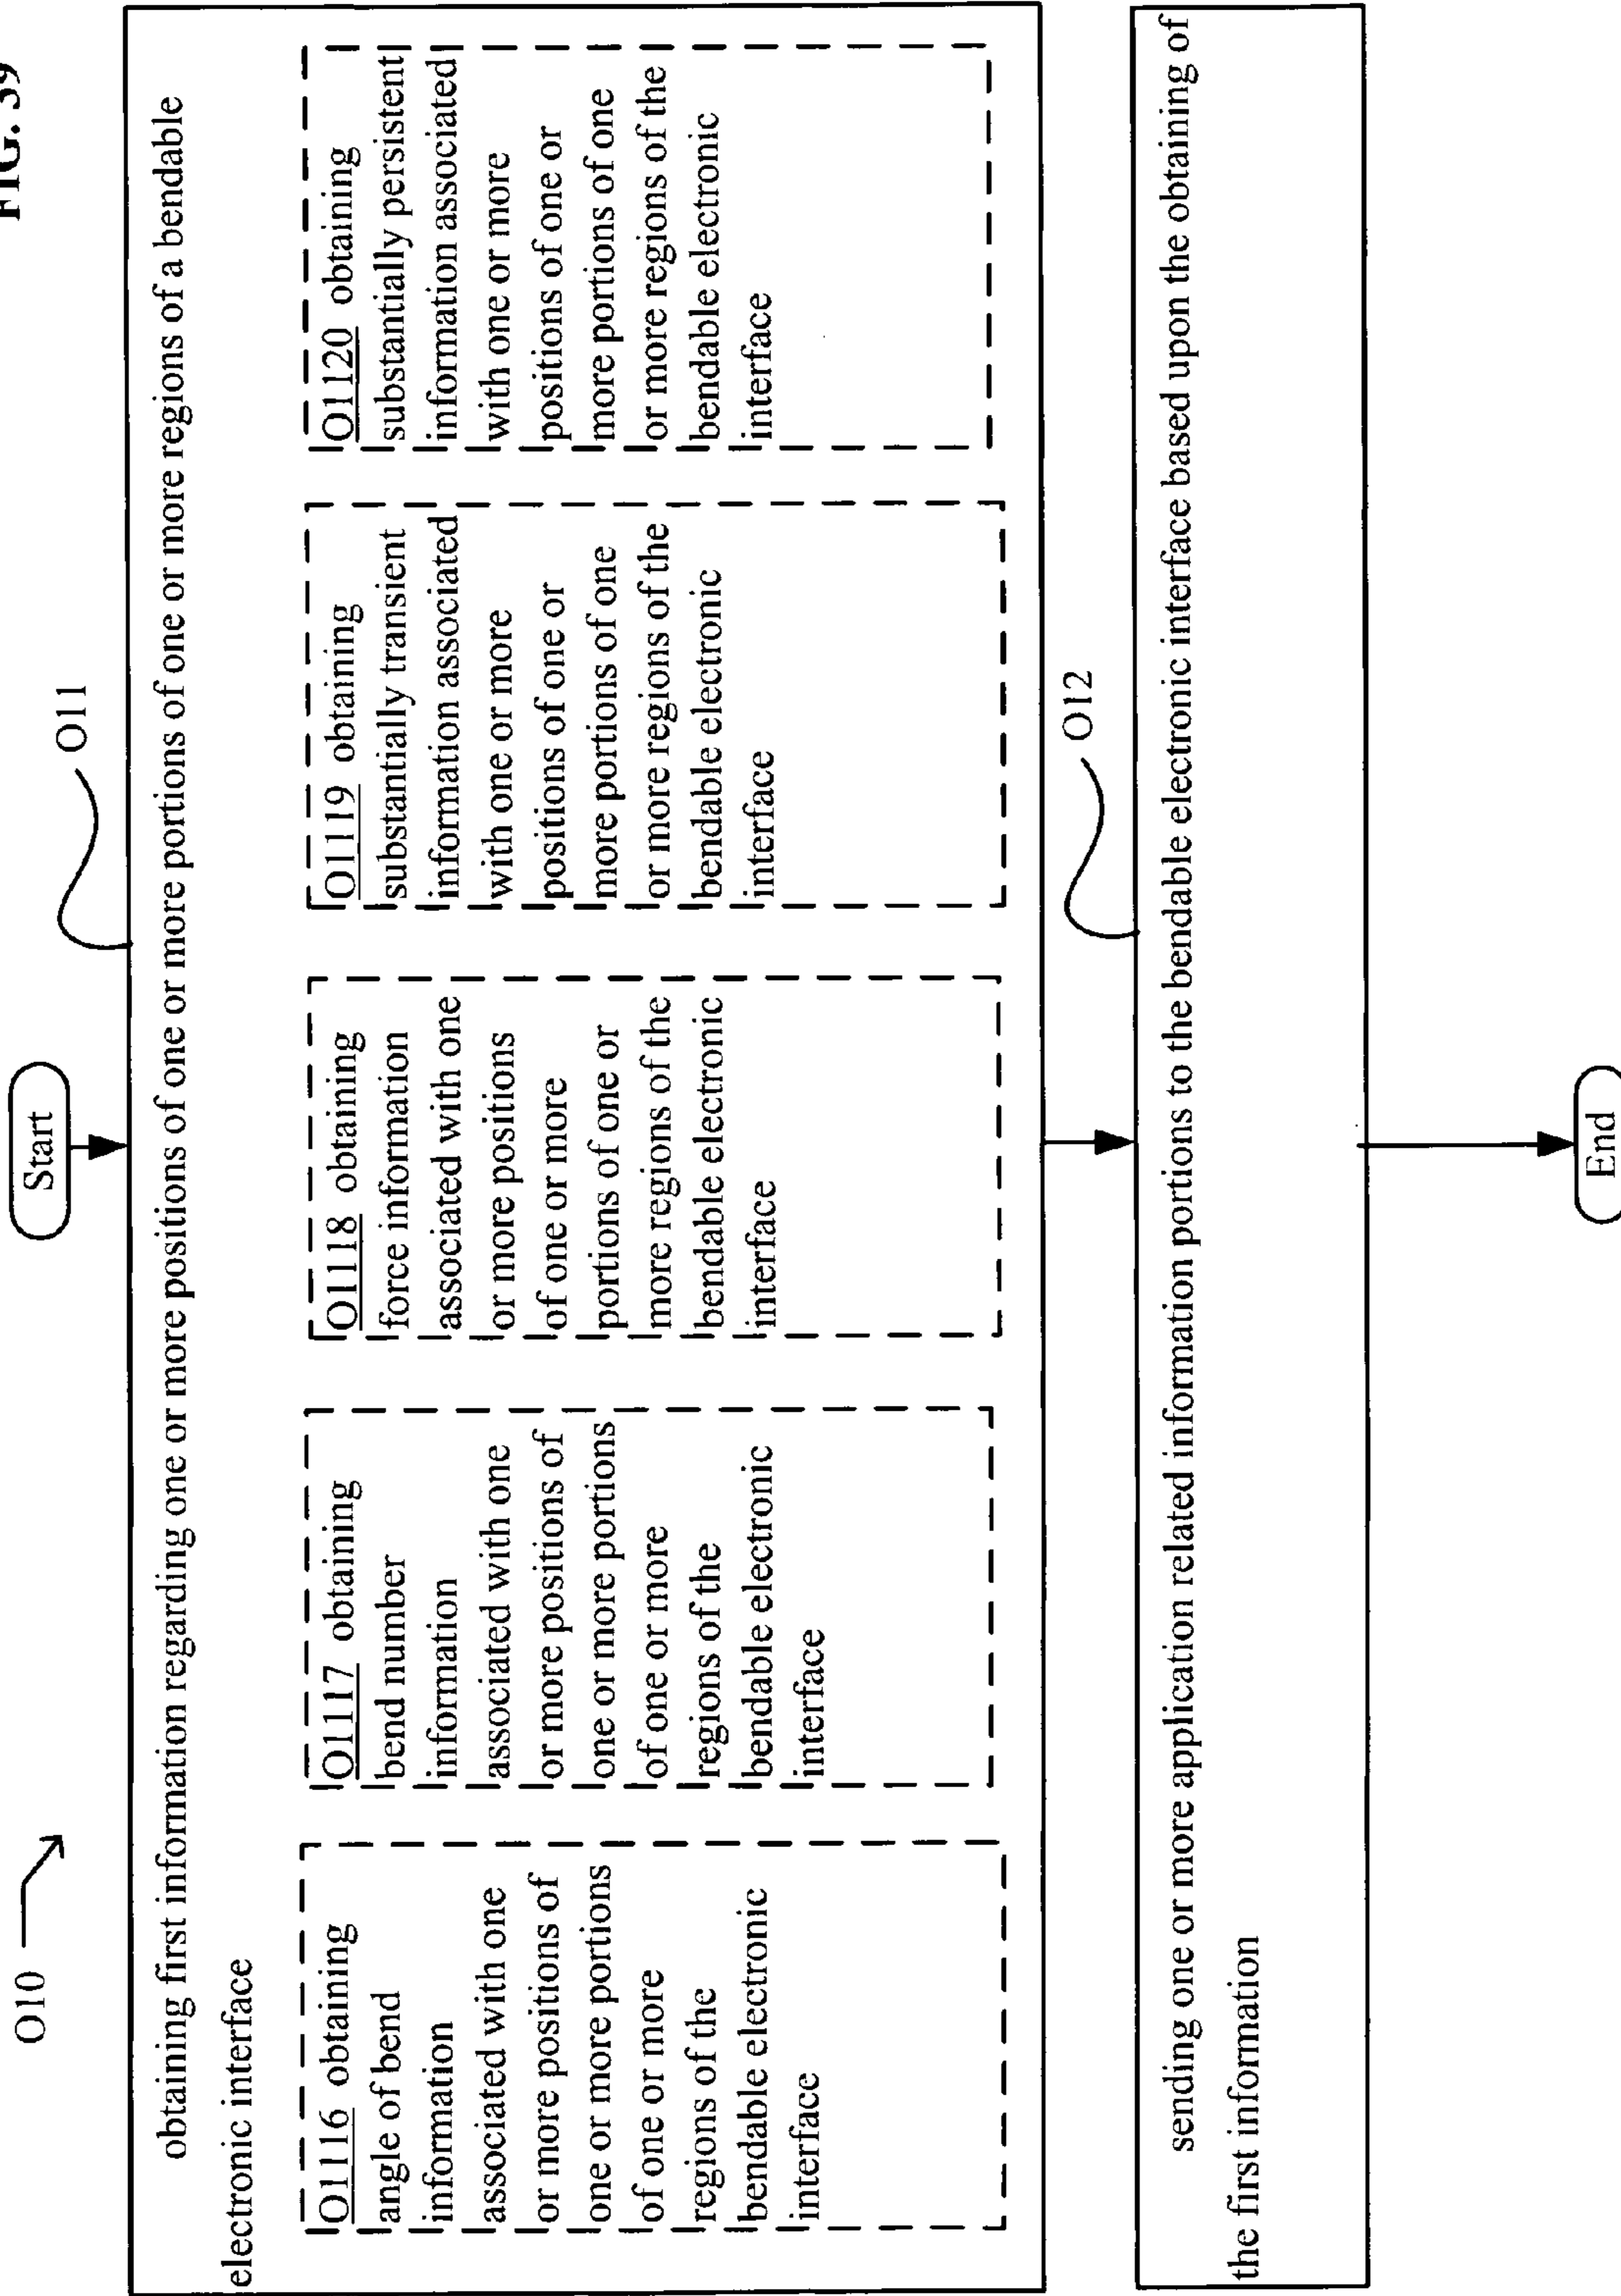 FIG. 39
O10
Start
O11
obtaining first information regarding one or more positions of one or more portions of one or more regions of a bendable
electronic interface
O1116 obtaining
angle of bend
information
associated with one
or more positions of
one or more portions
of one or more
regions of the
bendable electronic
interface
O1117 obtaining
bend number
information
associated with one
or more positions of
one or more portions
of one or more
regions of the
bendable electronic
interface
O1118 obtaining
force information
associated with one
or more positions
of one or more
portions of one or
more regions of the
bendable electronic
interface
O1119 obtaining
substantially transient
information associated
with one or more
positions of one or
more portions of one
or more regions of the
bendable electronic
interface
O1120 obtaining
substantially persistent
information associated
with one or more
positions of one or
more portions of one
or more regions of the
bendable electronic
interface
O12
sending one or more application related information portions to the bendable electronic interface based upon the obtaining of
the first information
End